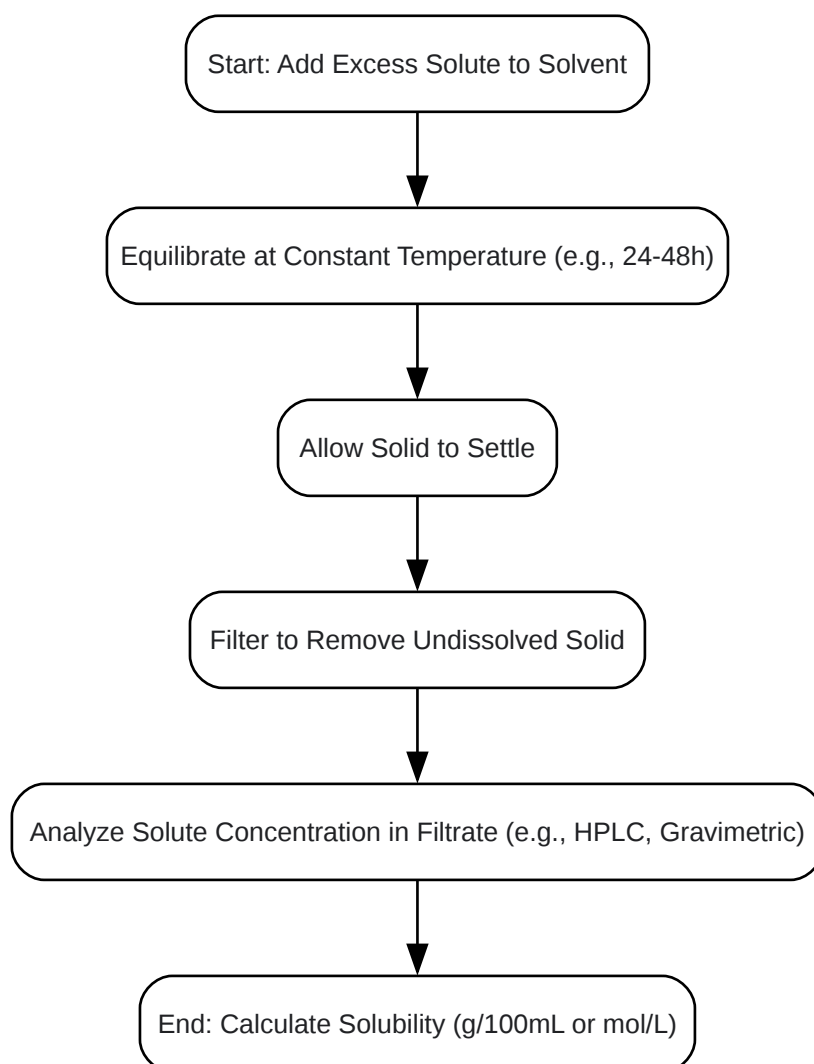 Start: Add Excess Solute to Solvent
Equilibrate at Constant Temperature (e.g., 24-48h)
Allow Solid to Settle
Filter to Remove Undissolved Solid
Analyze Solute Concentration in Filtrate (e.g., HPLC, Gravimetric)
End: Calculate Solubility (g/100mL or mol/L)